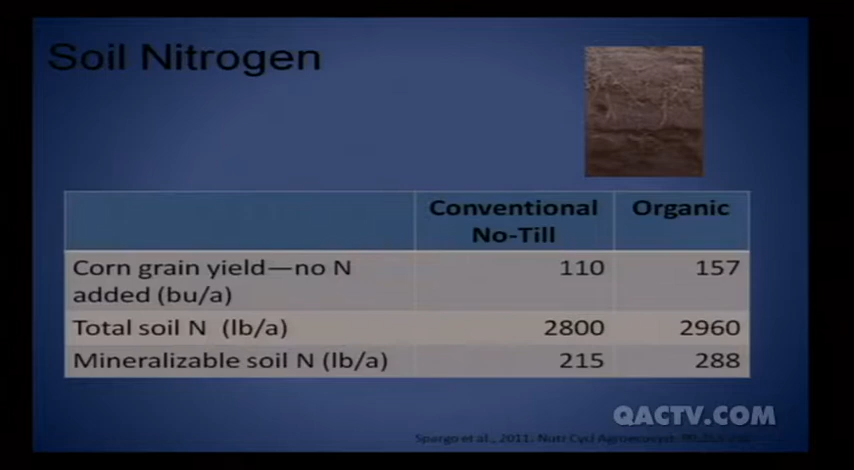 Soil Nitrogen
Conventional Organic
No-Till
Corn grain yield—no N 110 157
added (bu/a)
Total soil N (lb/a) 2800 2960
Mineralizable soil N (lb/a) 215 288
QACTV.COM
Spargo et al., 2011. Nutr Cycl Agroecosyst